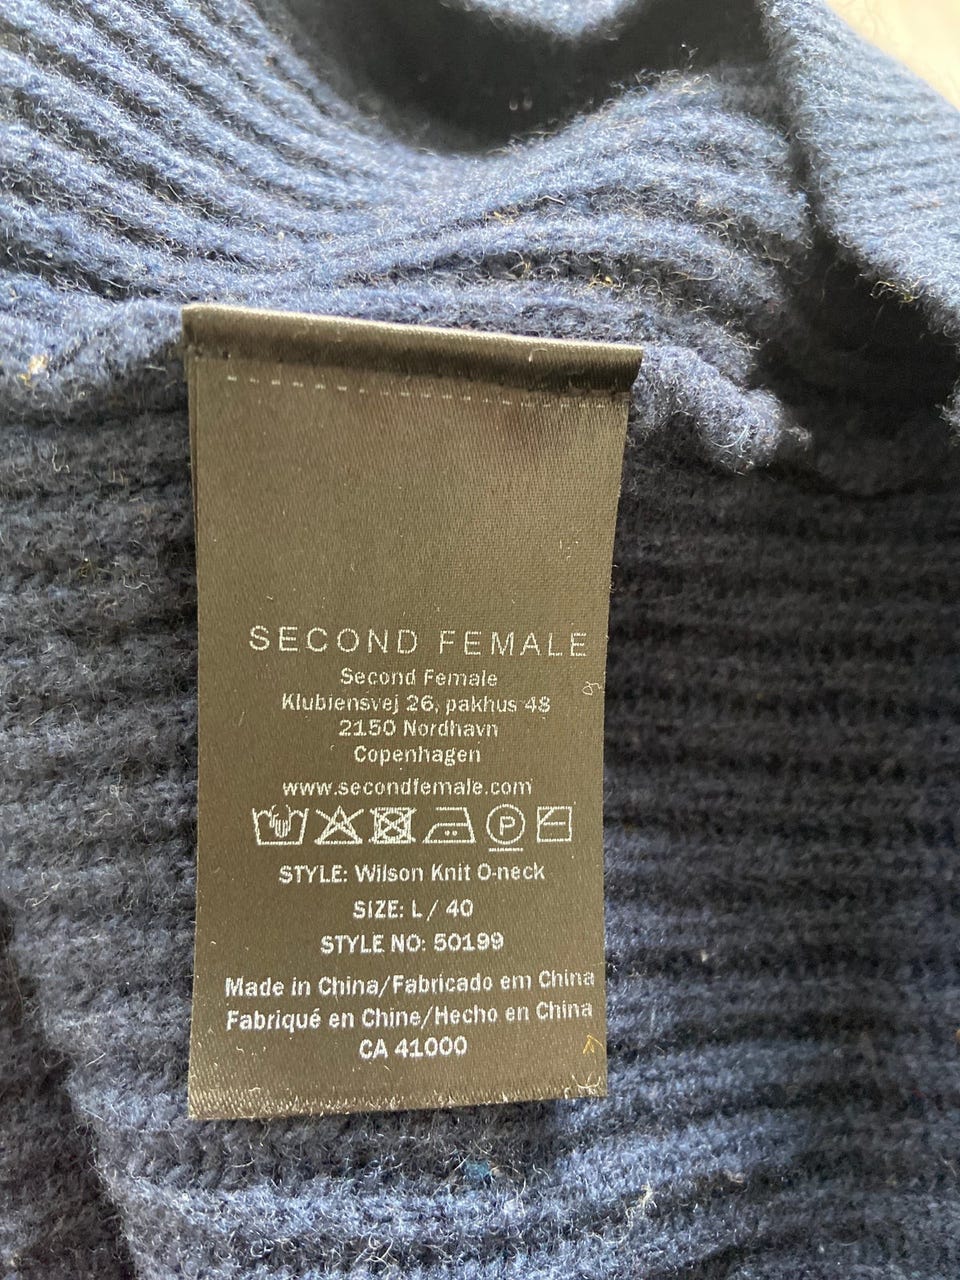 SECOND FEMALE
Second Female
Klubiensvej 26, pakhus 48
2150 Nordhavn
Copenhagen
www.secondfemale.com
P
STYLE: Wilson Knit O-neck
SIZE: L / 40
STYLE NO: 50199
Made in China/Fabricado em China
Fabriqué en Chine/Hecho en China
CA 41000